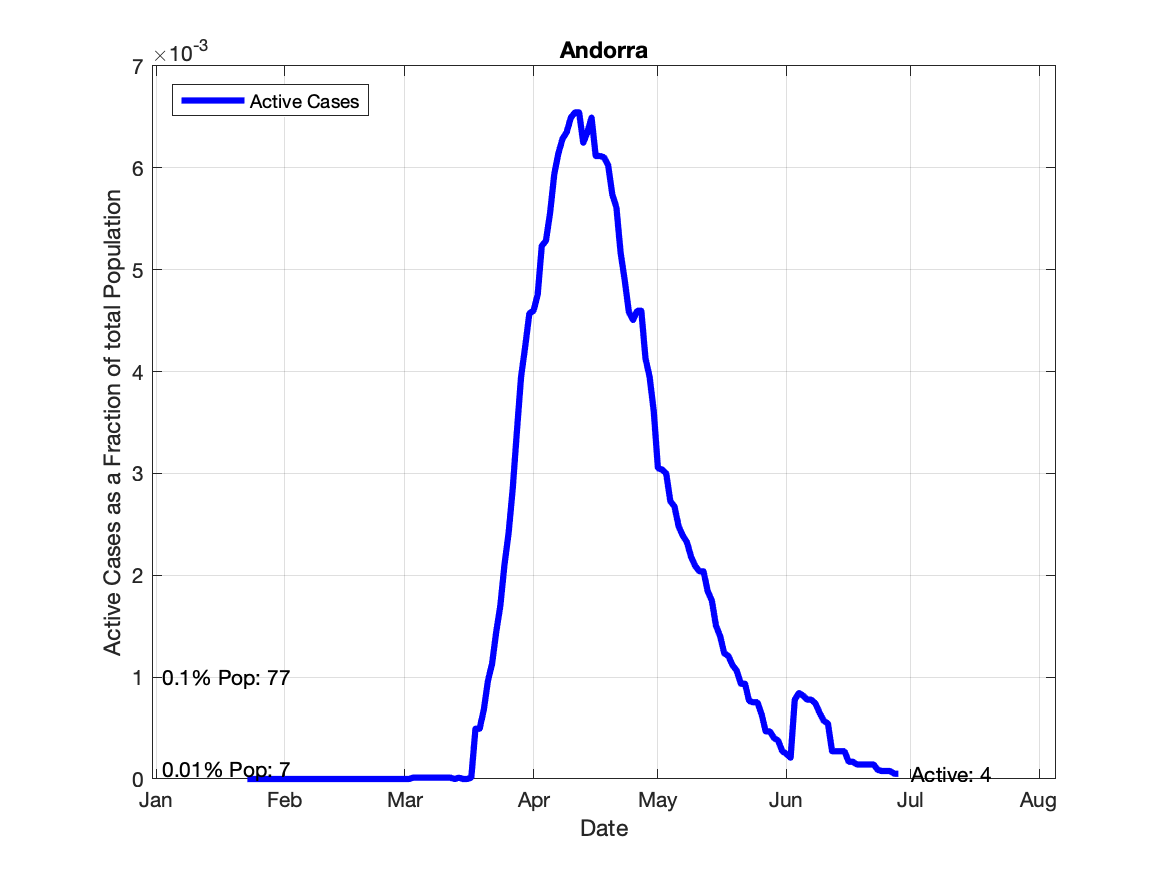 Andorra
×10-3
Active Cases
7
6
5
4
3
2
1
0
Active Cases as a Fraction of total Population
0.1% Pop: 77
0.01% Pop: 7
Active: 4
Jan Feb Mar Apr May Jun Jul Aug
Date